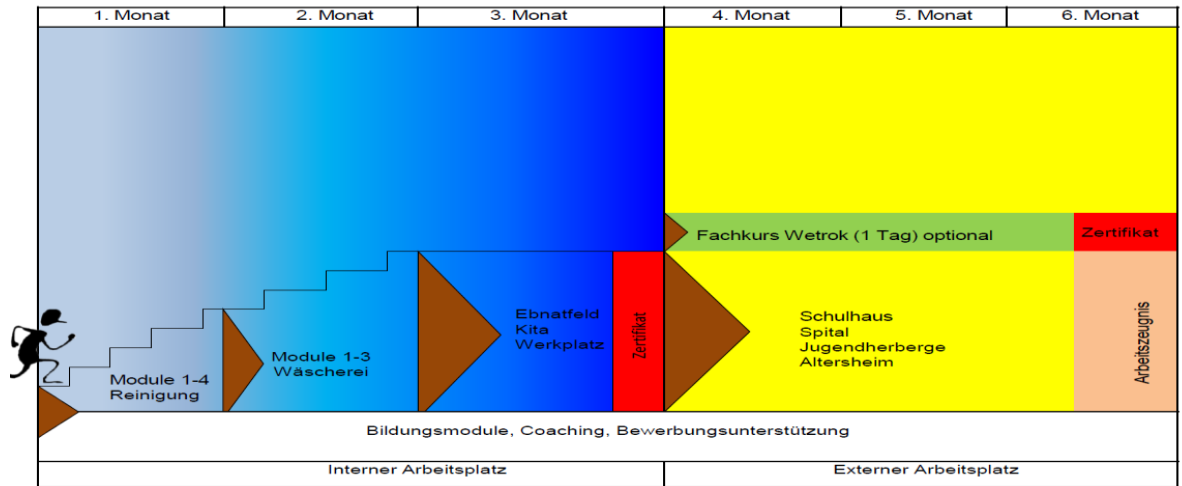 1. Monat
2. Monat
3. Monat
4. Monat
5. Monat
6. Monat
Fachkurs Wetrok (1 Tag) optional
Zertifikat
Module 1-4
Reinigung
Module 1-3
Wäscherei
Ebnatfeld
Kita
Werkplatz
Zertifikat
Schulhaus
Spital
Jugendherberge
Altersheim
Arbeitszeugnis
Bildungsmodule, Coaching, Bewerbungsunterstützung
Interner Arbeitsplatz
Externer Arbeitsplatz